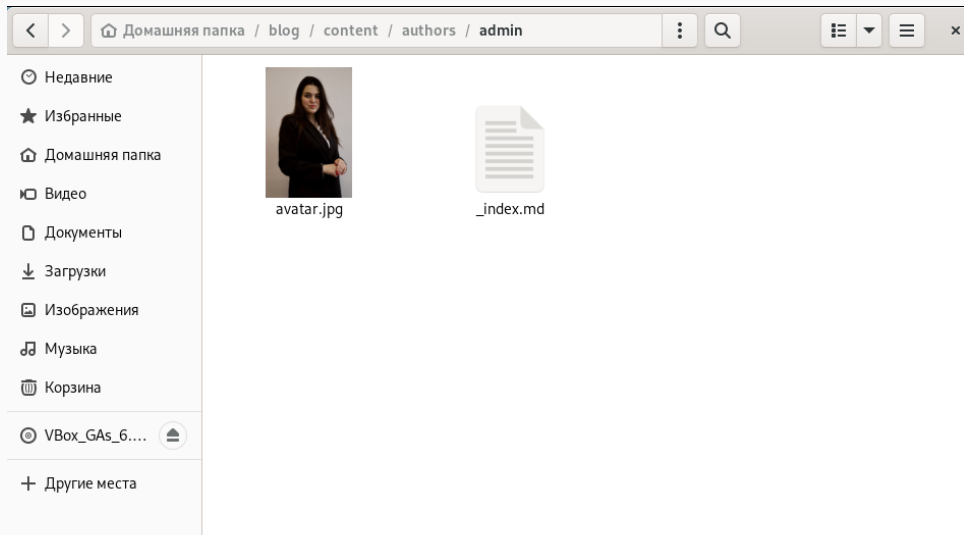 Домашняя папка / blog / content / authors / admin
Недавние
Избранные
Домашняя папка
Видео
Документы
Загрузки
Изображения
Музыка
Корзина
VBox_GAs_6....
Другие места
avatar.jpg
_index.md